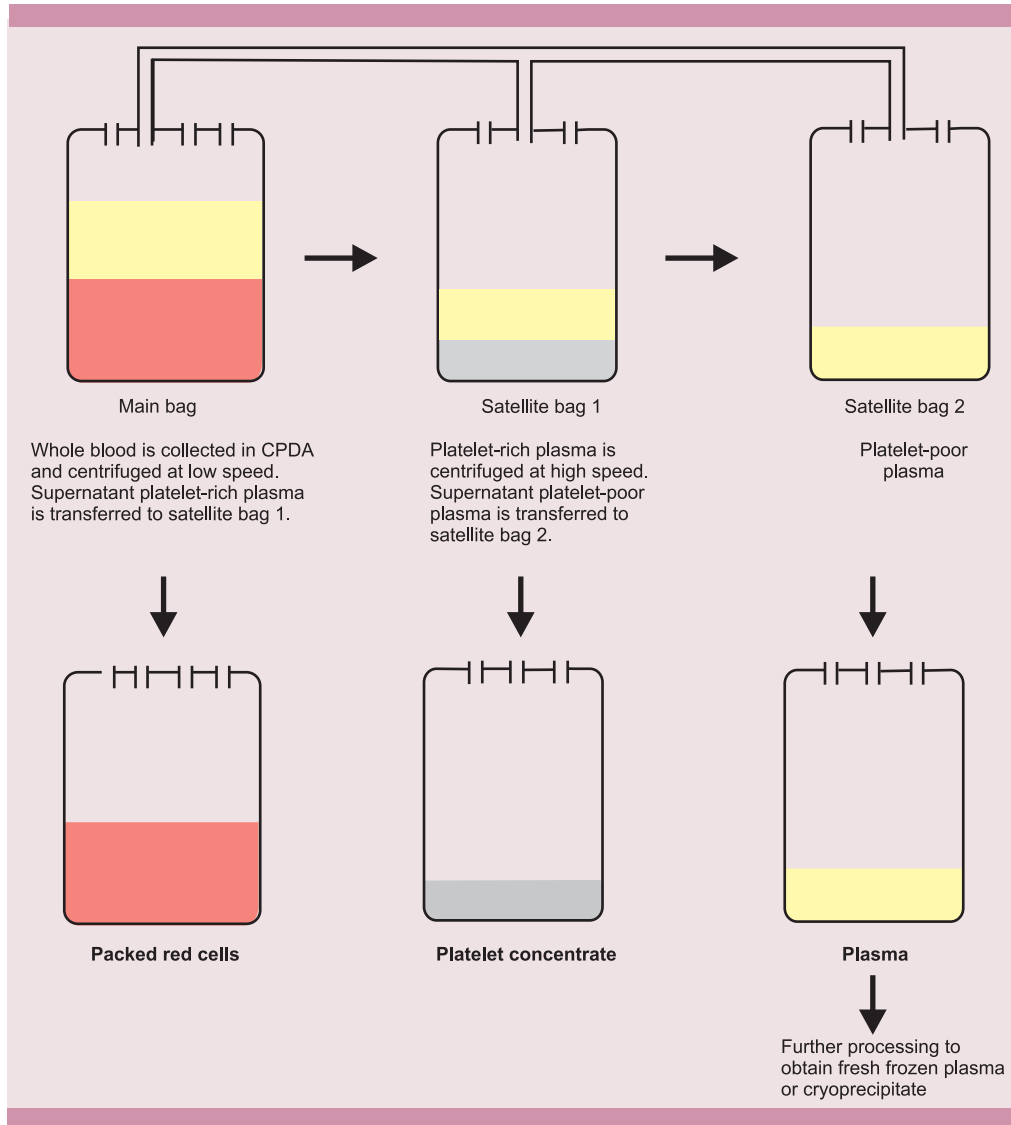 Main bag
Whole blood is collected in CPDA
and centrifuged at low speed.
Supernatant platelet-rich plasma
is transferred to satellite bag 1.
Satellite bag 1
Platelet-rich plasma is
centrifuged at high speed.
Supernatant platelet-poor
plasma is transferred to
satellite bag 2.
Satellite bag 2
Platelet-poor
plasma
Packed red cells
Platelet concentrate
Plasma
Further processing to
obtain fresh frozen plasma
or cryoprecipitate